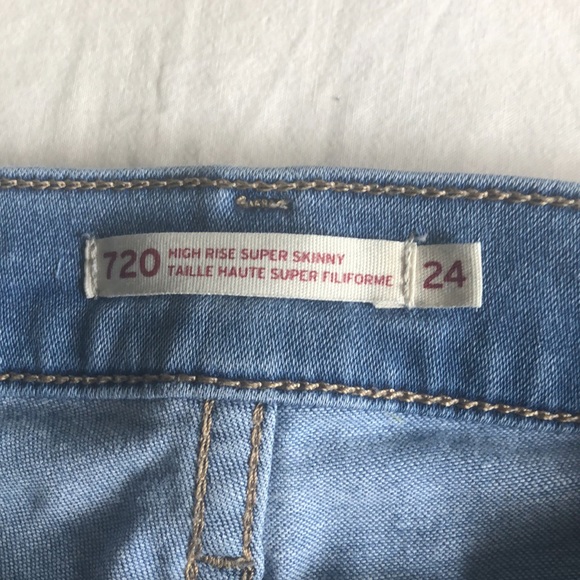 720 HIGH RISE SUPER SKINNY
TAILLE HAUTE SUPER FILIFORME
24